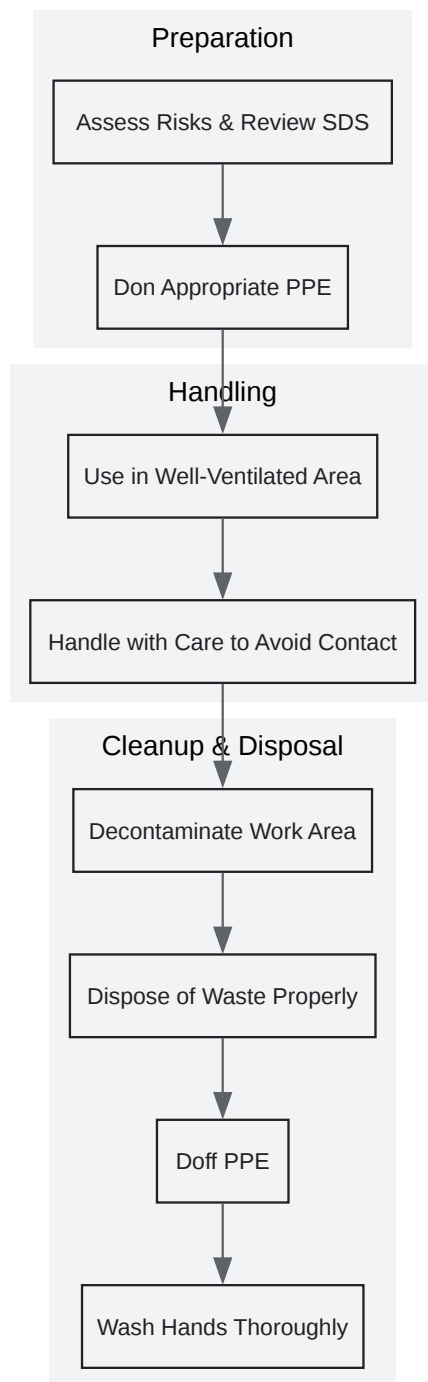 Preparation
Assess Risks & Review SDS
Don Appropriate PPE
Handling
Use in Well-Ventilated Area
Handle with Care to Avoid Contact
Cleanup & Disposal
Decontaminate Work Area
Dispose of Waste Properly
Doff PPE
Wash Hands Thoroughly